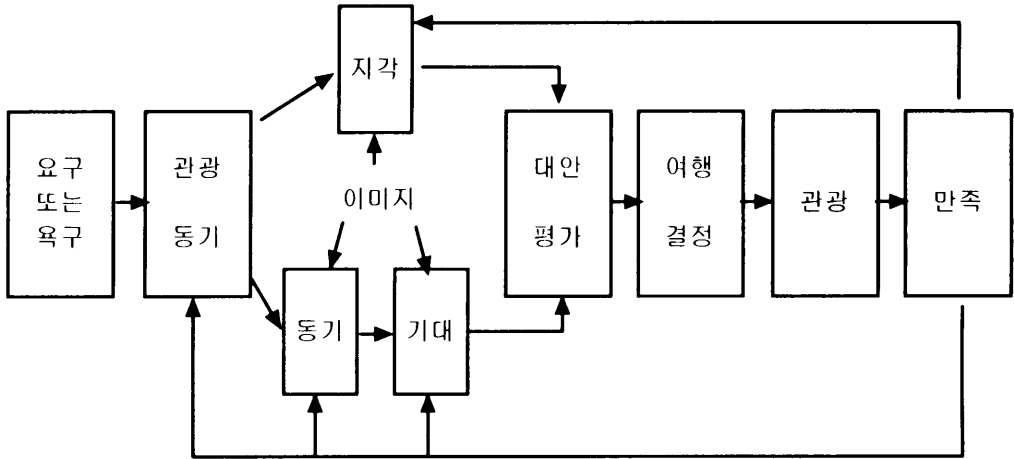 지각
요구
또는
욕구
관광
동기
이미지
동기
기대
대안
평가
여행
결정
관광
만족